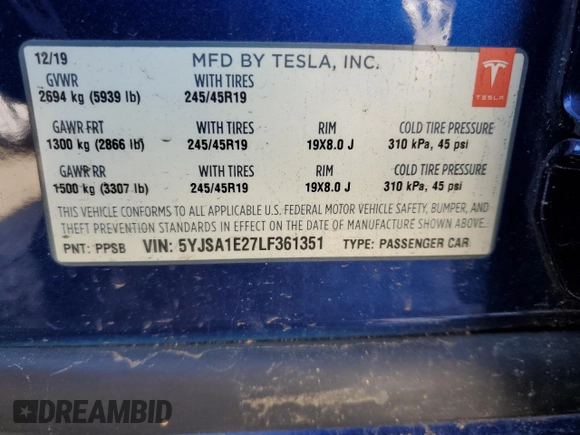 12/19 MFD BY TESLA, INC.
GVWR WITH TIRES
2694 kg (5939 lb) 245/45R19
TESLA
GAWR FRT WITH TIRES RIM COLD TIRE PRESSURE
1300 kg (2866 lb) 245/45R19 19X8.0 J 310 kPa, 45 psi
GAWR RR WITH TIRES RIM COLD TIRE PRESSURE
1500 kg (3307 lb) 245/45R19 19X8.0 J 310 kPa, 45 psi
THIS VEHICLE CONFORMS TO ALL APPLICABLE U.S. FEDERAL MOTOR VEHICLE SAFETY, BUMPER, AND
THEFT PREVENTION STANDARDS IN EFFECT ON THE DATE OF MANUFACTURE SHOWN ABOVE.
PNT: PPSB VIN: 5YJSA1E27LF361351 TYPE: PASSENGER CAR
DREAMBID